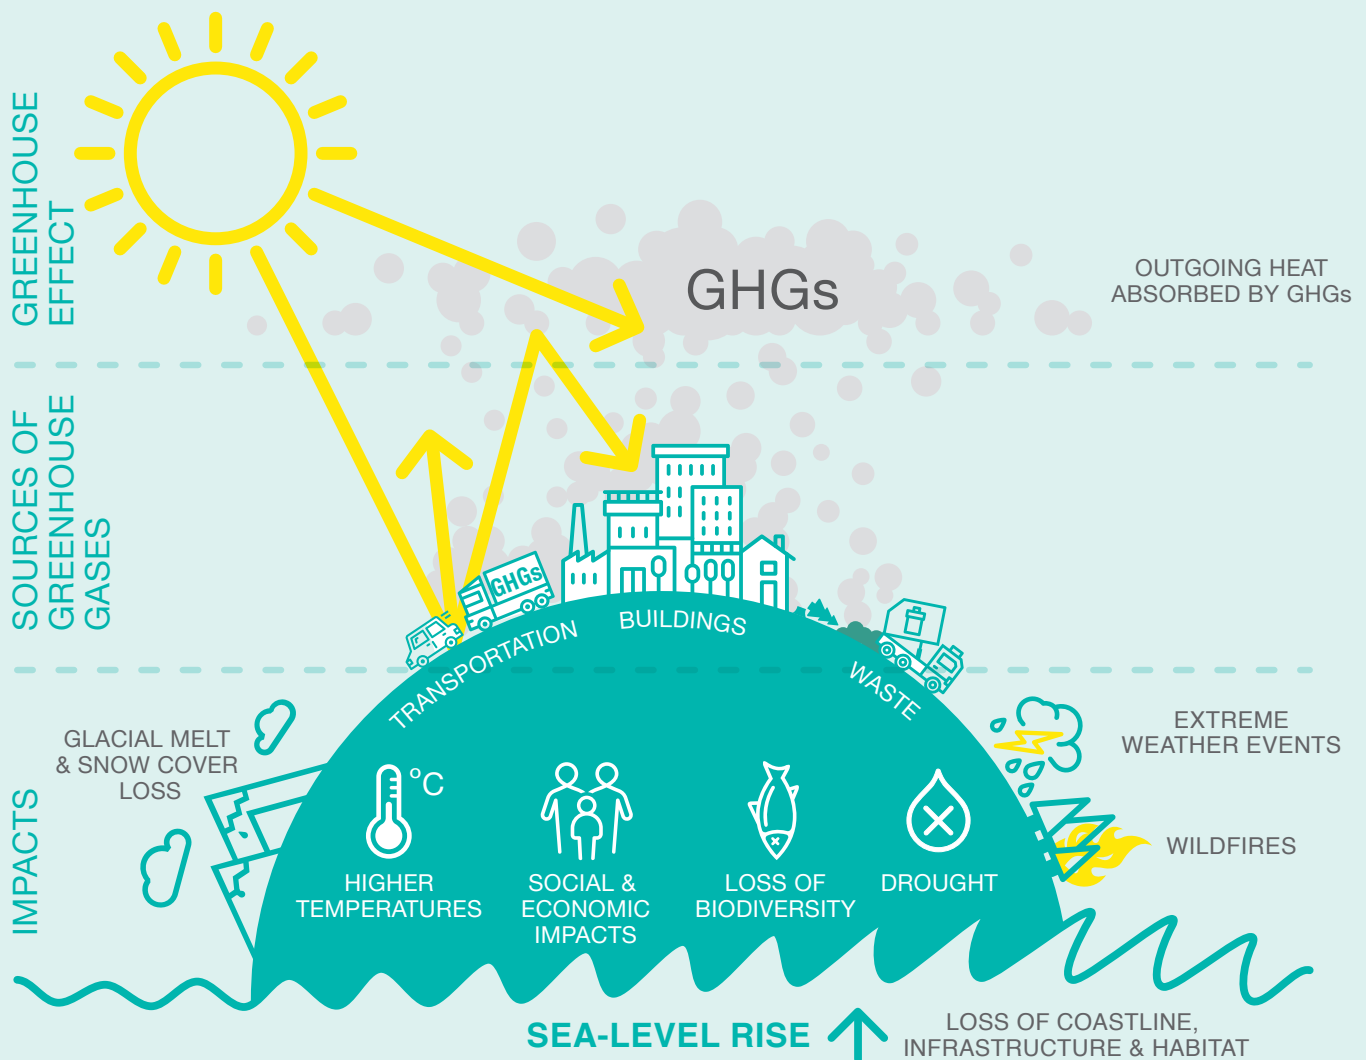 GREENHOUSE
EFFECT
GHGs
OUTGOING HEAT
ABSORBED BY GHGs
SOURCES OF
GREENHOUSE
GASES
GHGs
TRANSPORTATION
BUILDINGS
WASTE
IMPACTS
GLACIAL MELT
& SNOW COVER
LOSS
°C
HIGHER
TEMPERATURES
SOCIAL &
ECONOMIC
IMPACTS
LOSS OF
BIODIVERSITY
DROUGHT
EXTREME
WEATHER EVENTS
WILDFIRES
SEA-LEVEL RISE
LOSS OF COASTLINE,
INFRASTRUCTURE & HABITAT